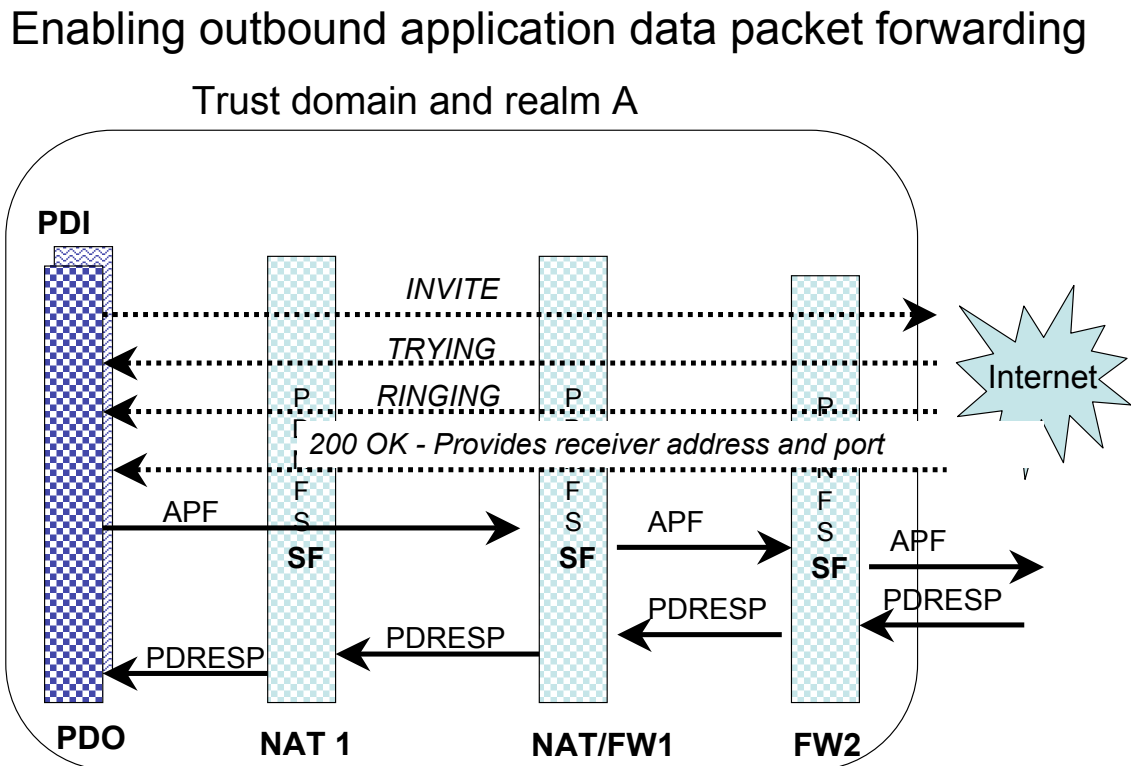 Enabling outbound application data packet forwarding
Trust domain and realm A
PDI
INVITE
TRYING
RINGING
Internet
200 OK - Provides receiver address and port
P
F
S
SF
P
F
S
SF
P
N
F
S
SF
APF
APF
APF
PDRESP
PDRESP
PDRESP
PDRESP
PDO
NAT 1
NAT/FW1
FW2